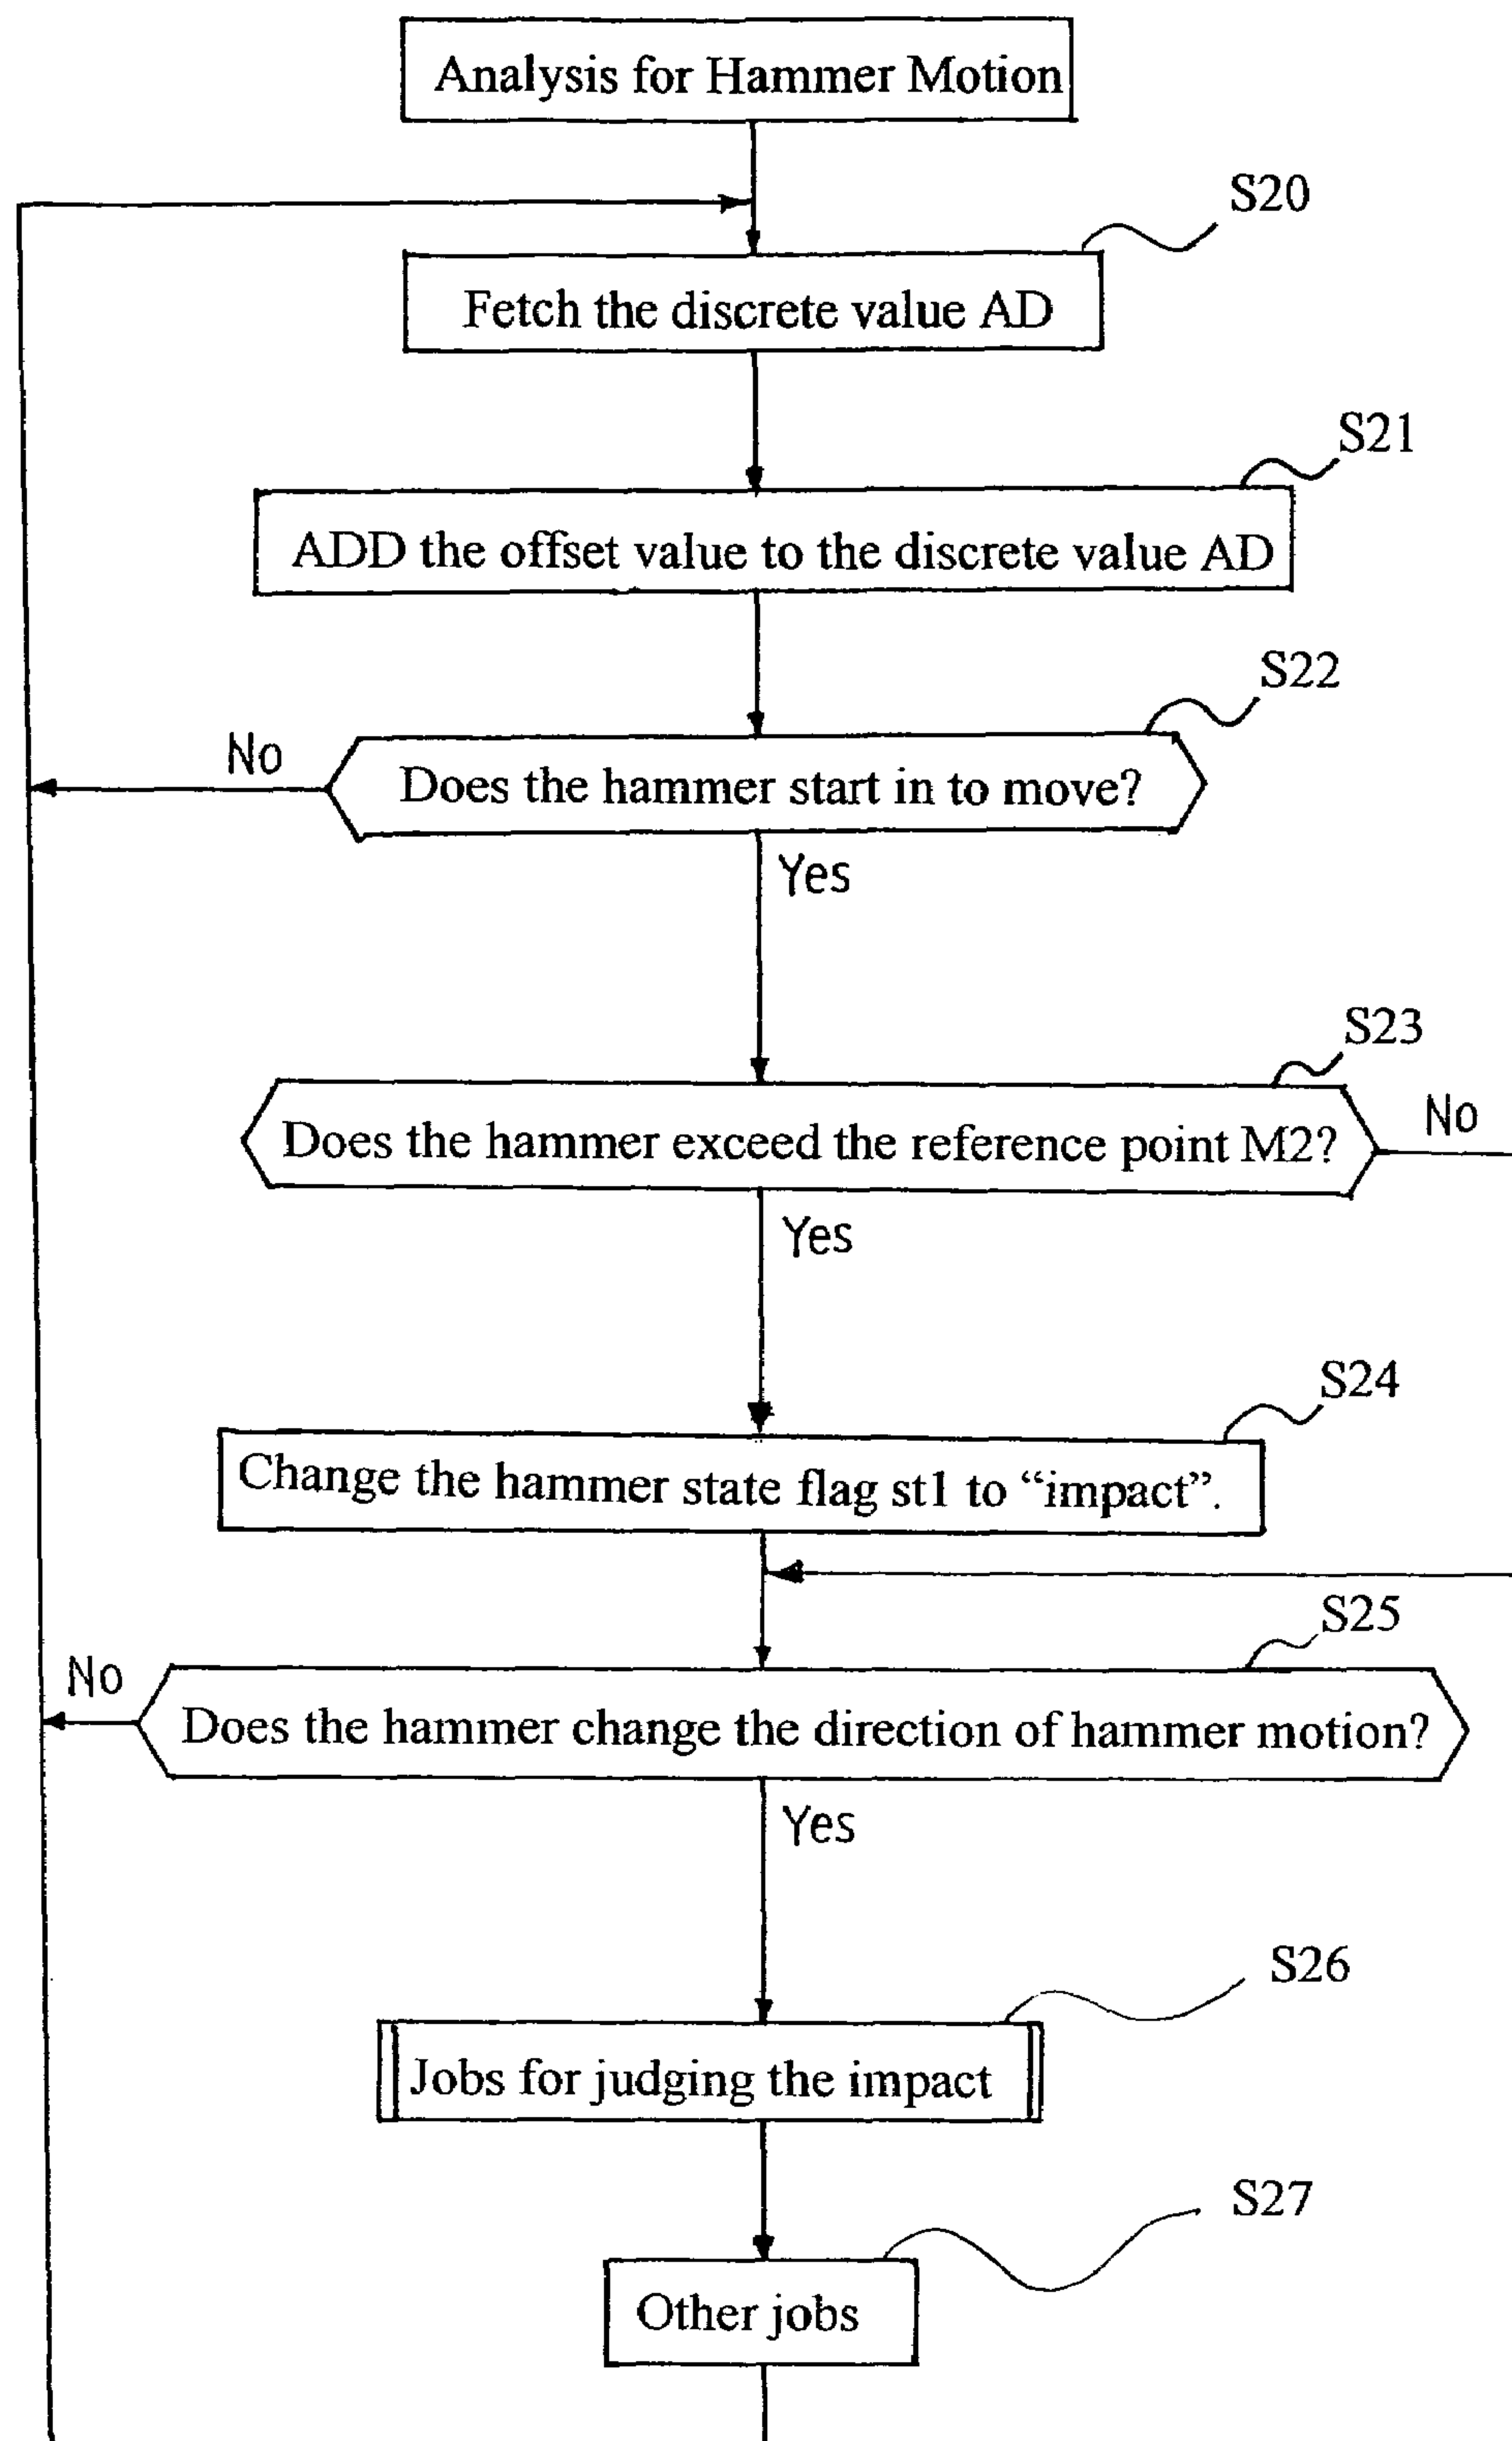 Analysis for Hammer Motion
S20
Fetch the discrete value AD
S21
ADD the offset value to the discrete value AD
S22
No
Does the hammer start in to move?
Yes
S23
Does the hammer exceed the reference point M2?
No
Yes
S24
Change the hammer state flag st1 to “impact”.
S25
No
Does the hammer change the direction of hammer motion?
Yes
S26
Jobs for judging the impact
S27
Other jobs